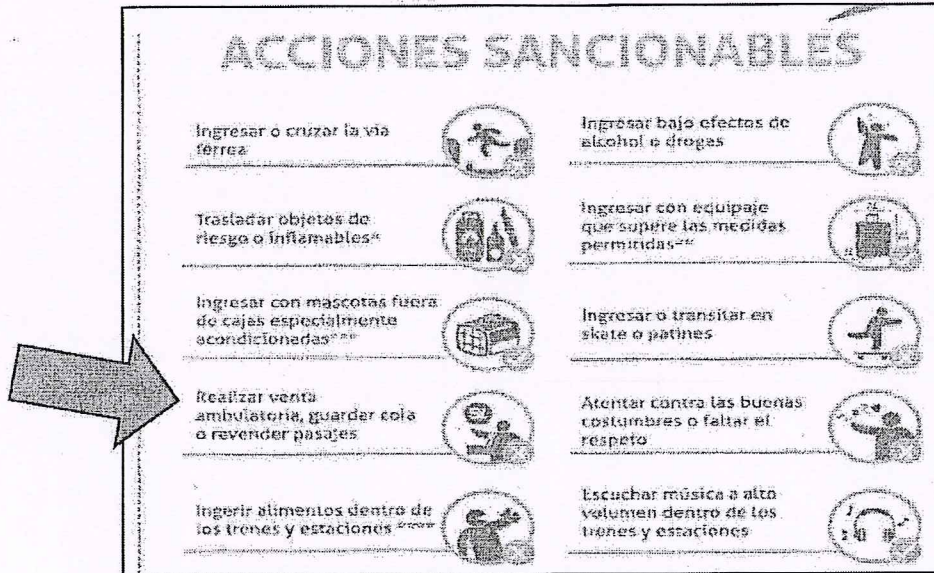 ACCIONES SANCIONABLES
Ingresar o cruzar la vía
férrea
Trasladar objetos de
riesgo o inflamables*
Ingresar con mascotas fuera
de cajas especialmente
acondicionadas***
Realizar venta
ambulatoria, guardar cola
o revender pasajes
Ingerir alimentos dentro de
los trenes y estaciones ****
Ingresar bajo efectos de
alcohol o drogas
Ingresar con equipaje
que supere las medidas
permitidas**
Ingresar o transitar en
skate o patines
Atentar contra las buenas
costumbres o faltar el
respeto
Escuchar música a alto
volumen dentro de los
trenes y estaciones